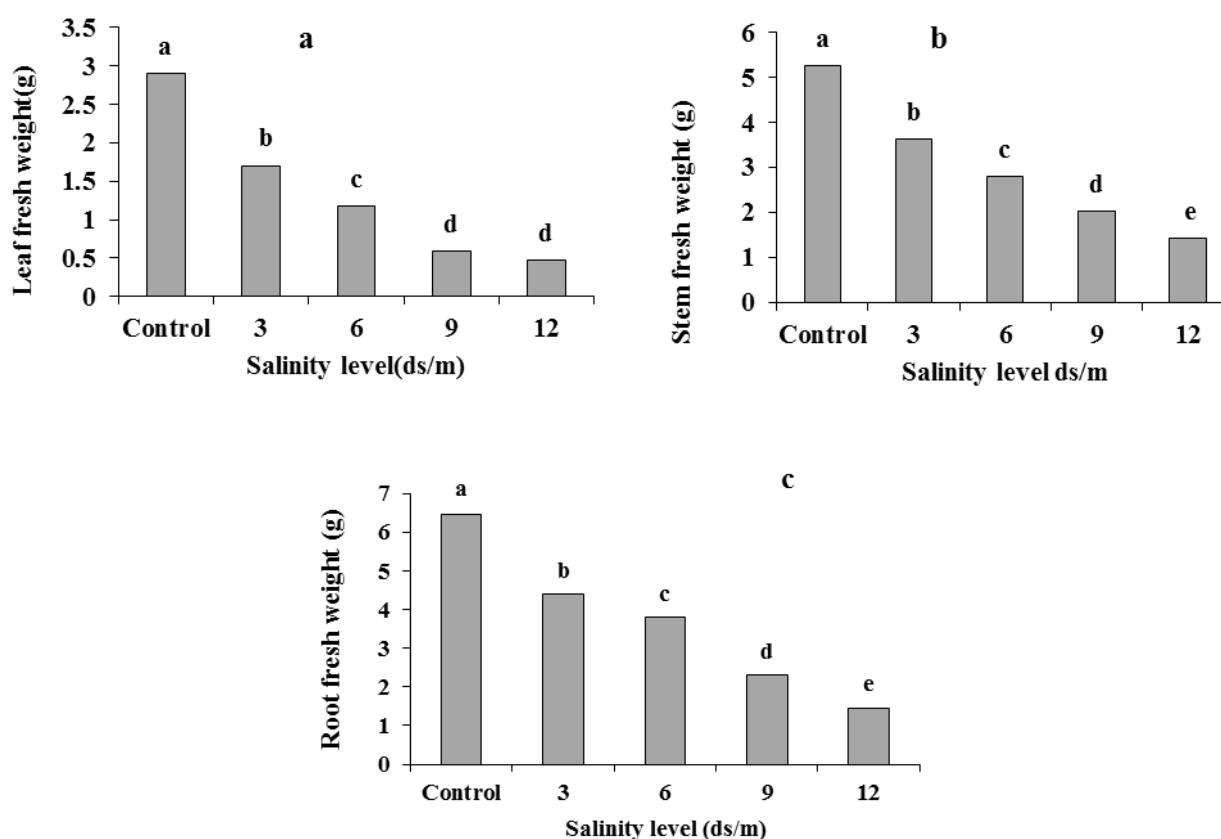 a
Leaf fresh weight(g)
3.5
3
2.5
2
1.5
1
0.5
0
a
b
c
d
d
Control 3 6 9 12
Salinity level(ds/m)
b
Stem fresh weight (g)
6
5
4
3
2
1
0
a
b
c
d
e
Control 3 6 9 12
Salinity level ds/m
c
Root fresh weight (g)
7
6
5
4
3
2
1
0
a
b
c
d
e
Control 3 6 9 12
Salinity level (ds/m)